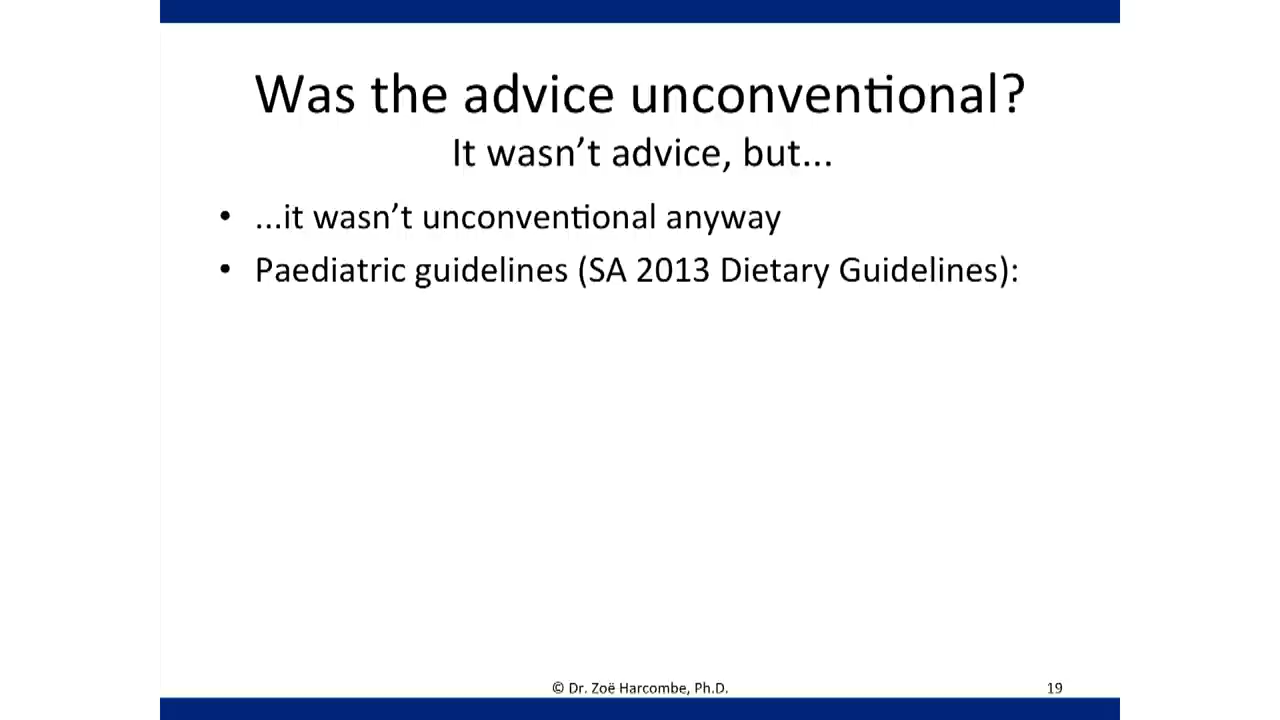 Was the advice unconventional?
It wasn’t advice, but...
• ...it wasn’t unconventional anyway
• Paediatric guidelines (SA 2013 Dietary Guidelines):
© Dr. Zoë Harcombe, Ph.D.
19